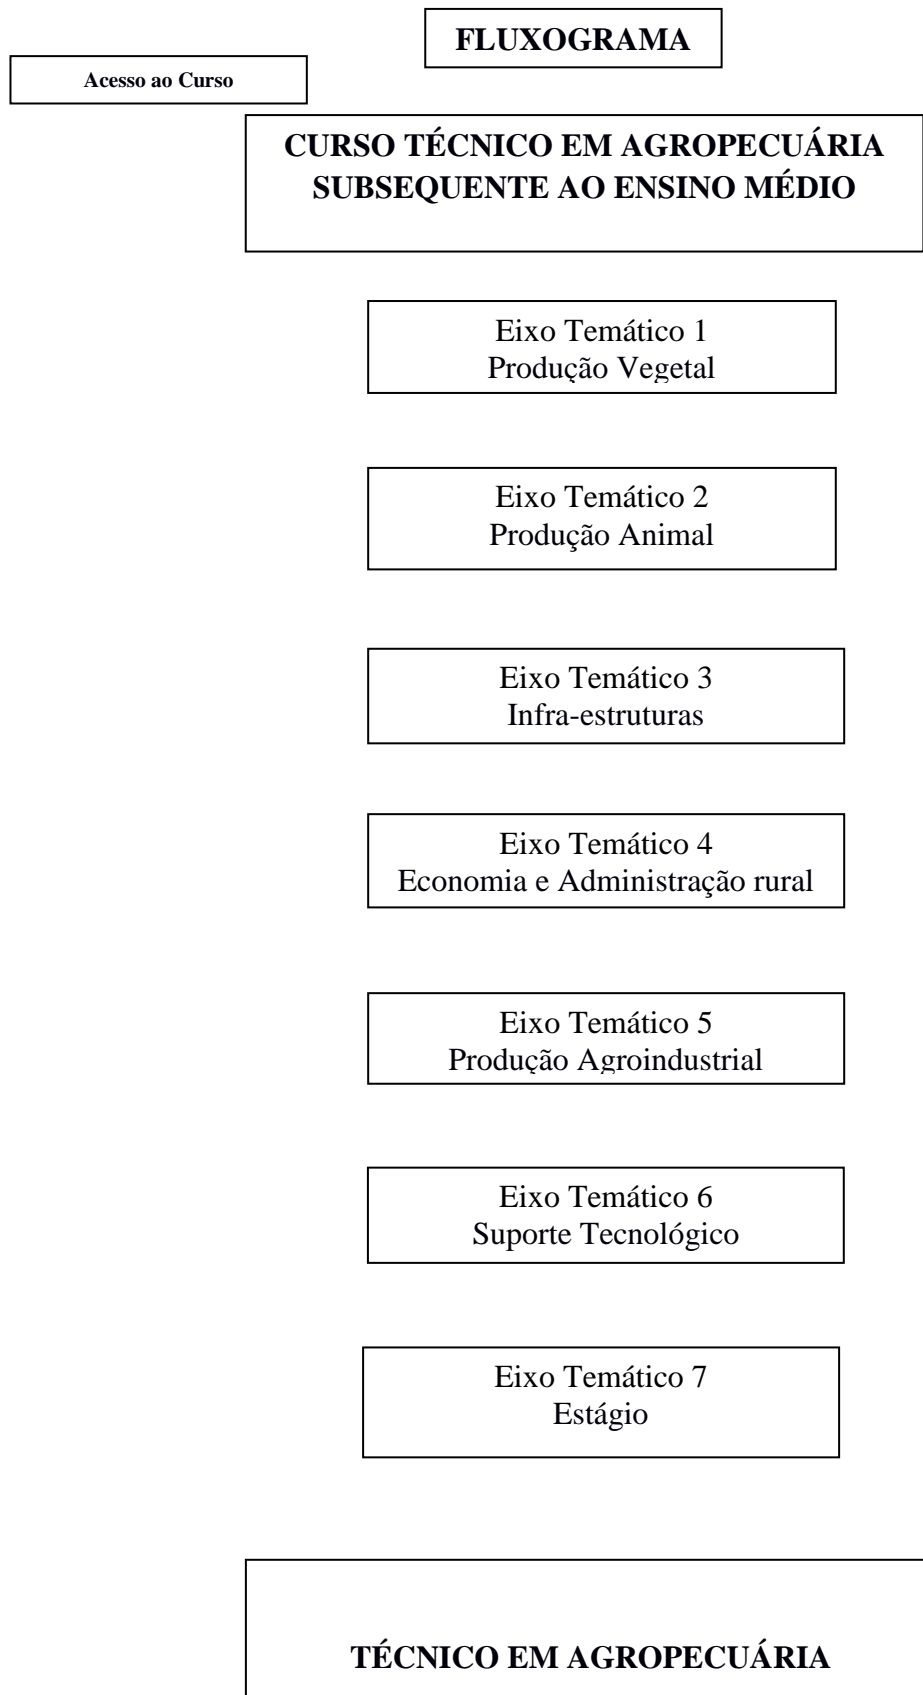 FLUXOGRAMA
Acesso ao Curso
CURSO TÉCNICO EM AGROPECUÁRIA
SUBSEQUENTE AO ENSINO MÉDIO
Eixo Temático 1
Produção Vegetal
Eixo Temático 2
Produção Animal
Eixo Temático 3
Infra-estruturas
Eixo Temático 4
Economia e Administração rural
Eixo Temático 5
Produção Agroindustrial
Eixo Temático 6
Suporte Tecnológico
Eixo Temático 7
Estágio
TÉCNICO EM AGROPECUÁRIA